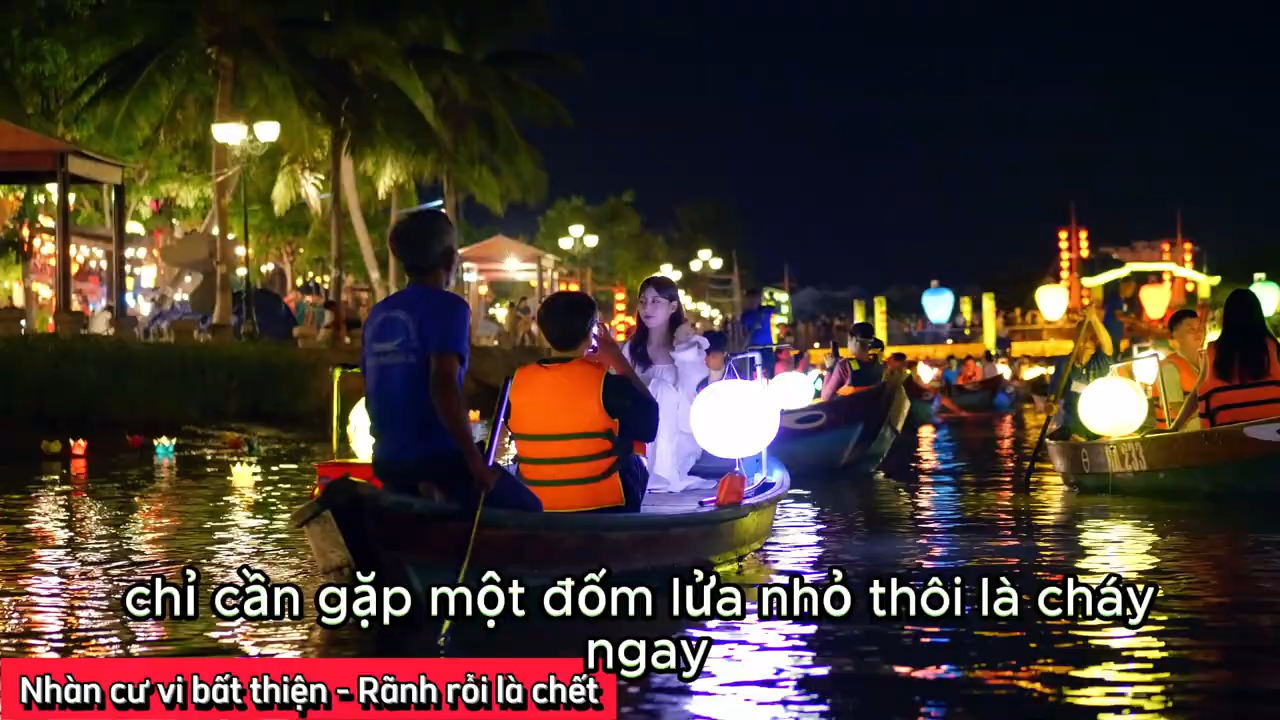 chỉ cần gặp một đốm lửa nhỏ thôi là cháy
ngay
Nhàn cư vi bất thiện - Rãnh rỗi là chết